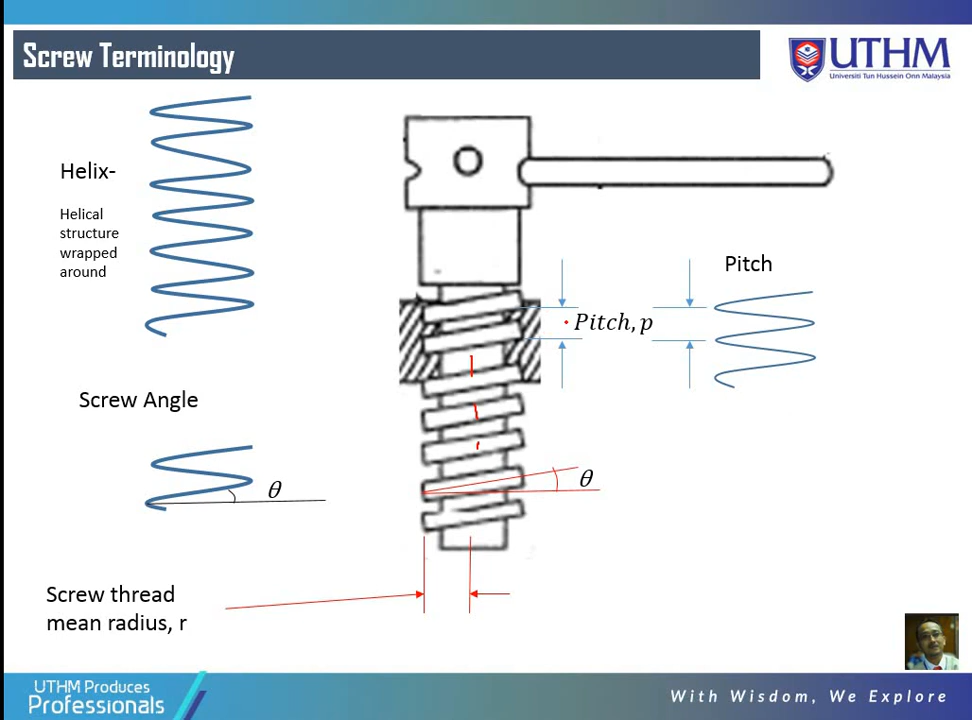 Screw Terminology
UTHM
Universiti Tun Hussein Onn Malaysia
Helix-
Helical
structure
wrapped
around
Pitch
Pitch, p
Screw Angle
θ
θ
Screw thread
mean radius, r
UTHM Produces
Professionals
With Wisdom, We Explore